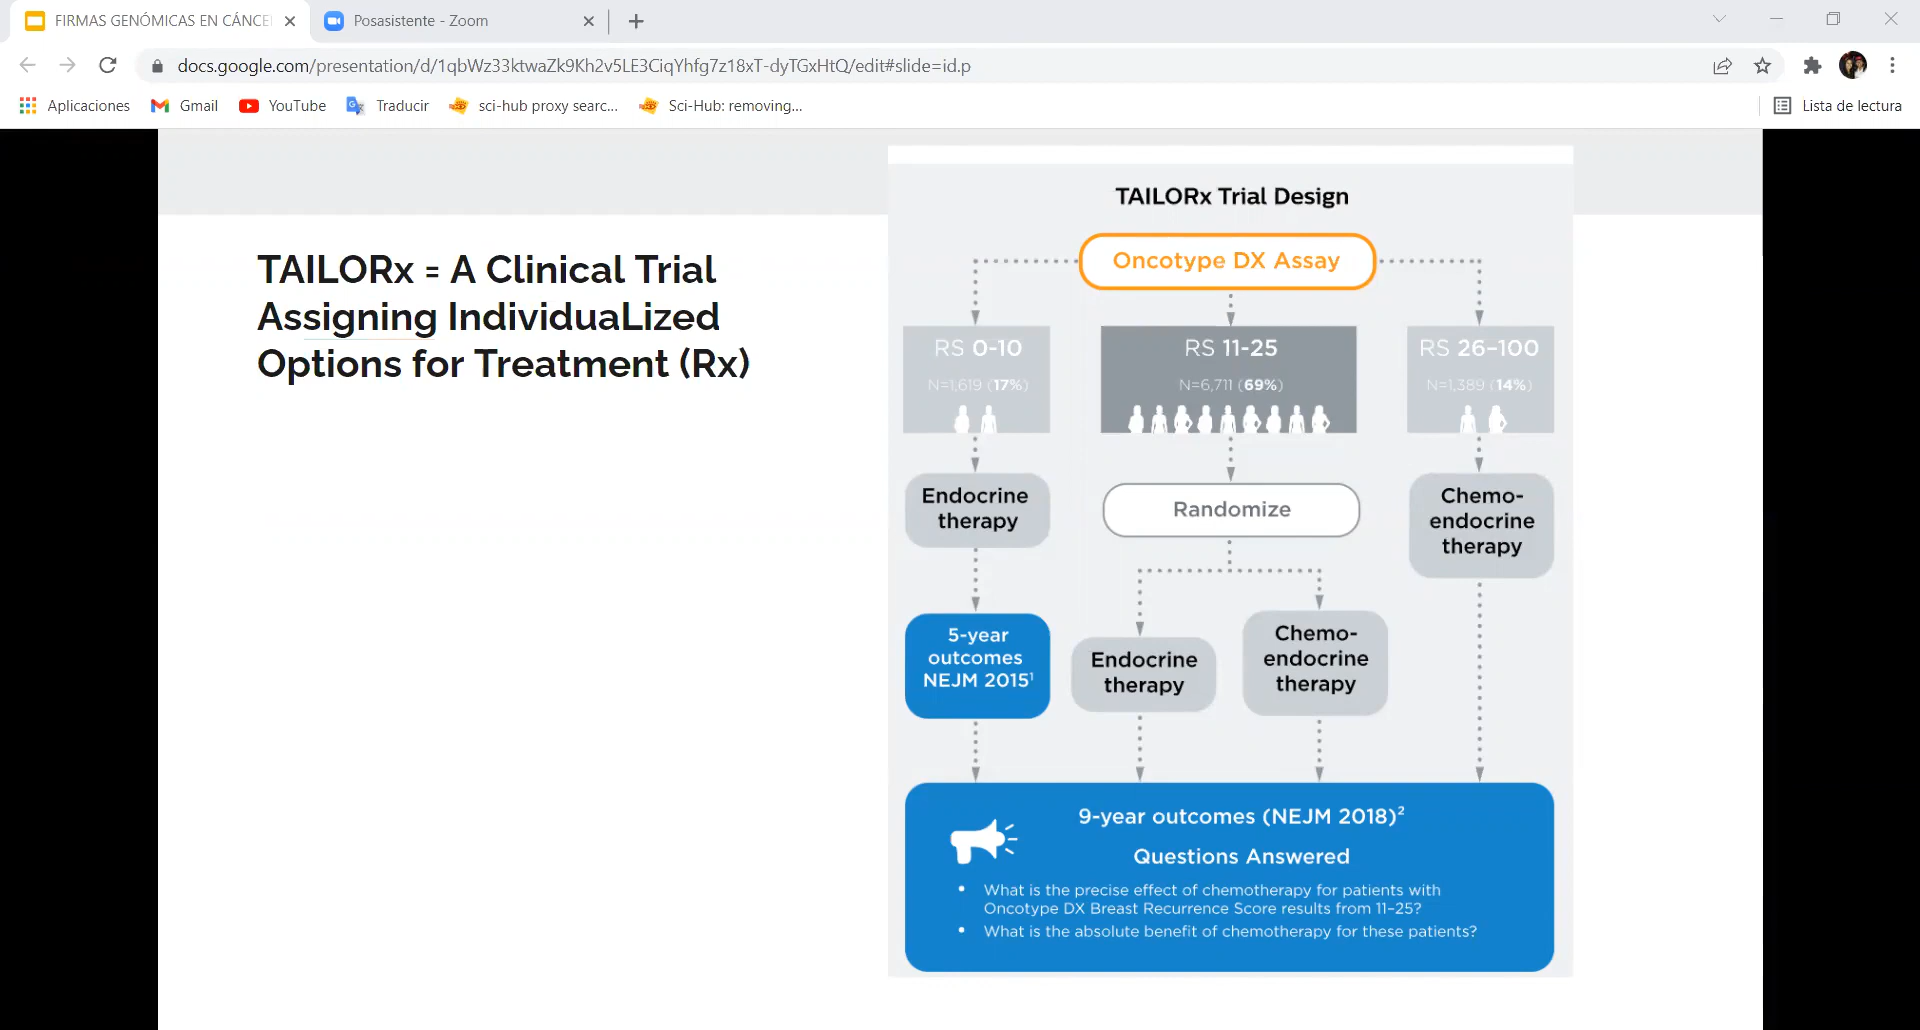 FIRMAS GENÓMICAS EN CÁNCE
Posasistente - Zoom
docs.google.com/presentation/d/1qbWz33ktwaZk9Kh2v5LE3CiqYhfg7z18xT-dyTGxHtQ/edit#slide=id.p
Aplicaciones
Gmail
YouTube
Traducir
sci-hub proxy searc...
Sci-Hub: removing...
Lista de lectura
TAILORx = A Clinical Trial
Assigning IndividuaLized
Options for Treatment (Rx)
TAILORx Trial Design
Oncotype DX Assay
RS 0-10
N=1,619 (17%)
RS 11-25
N=6,711 (69%)
RS 26–100
N=1,389 (14%)
Endocrine
therapy
Randomize
Chemo-
endocrine
therapy
5-year
outcomes
NEJM 2015¹
Endocrine
therapy
Chemo-
endocrine
therapy
9-year outcomes (NEJM 2018)²
Questions Answered
• What is the precise effect of chemotherapy for patients with
Oncotype DX Breast Recurrence Score results from 11–25?
• What is the absolute benefit of chemotherapy for these patients?